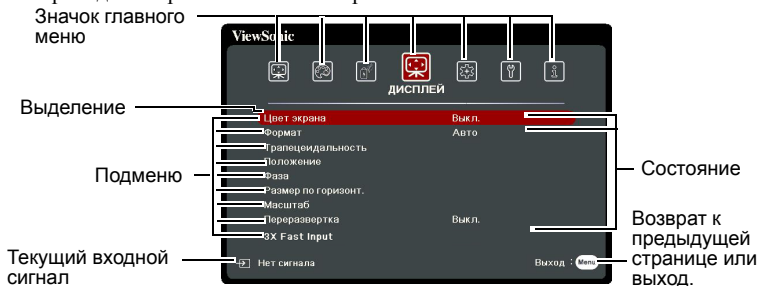 Значок главного
меню
ViewSonic
ДИСПЛЕЙ
Выделение
Цвет экрана Выкл.
Формат Авто
Трапецеидальность
Положение
Подменю
Фаза
Состояние
Размер по горизонт.
Масштаб
Переразвертка Выкл.
3X Fast Input
Возврат к
предыдущей
странице или
выход.
Текущий входной
сигнал
Нет сигнала
Выход : Menu